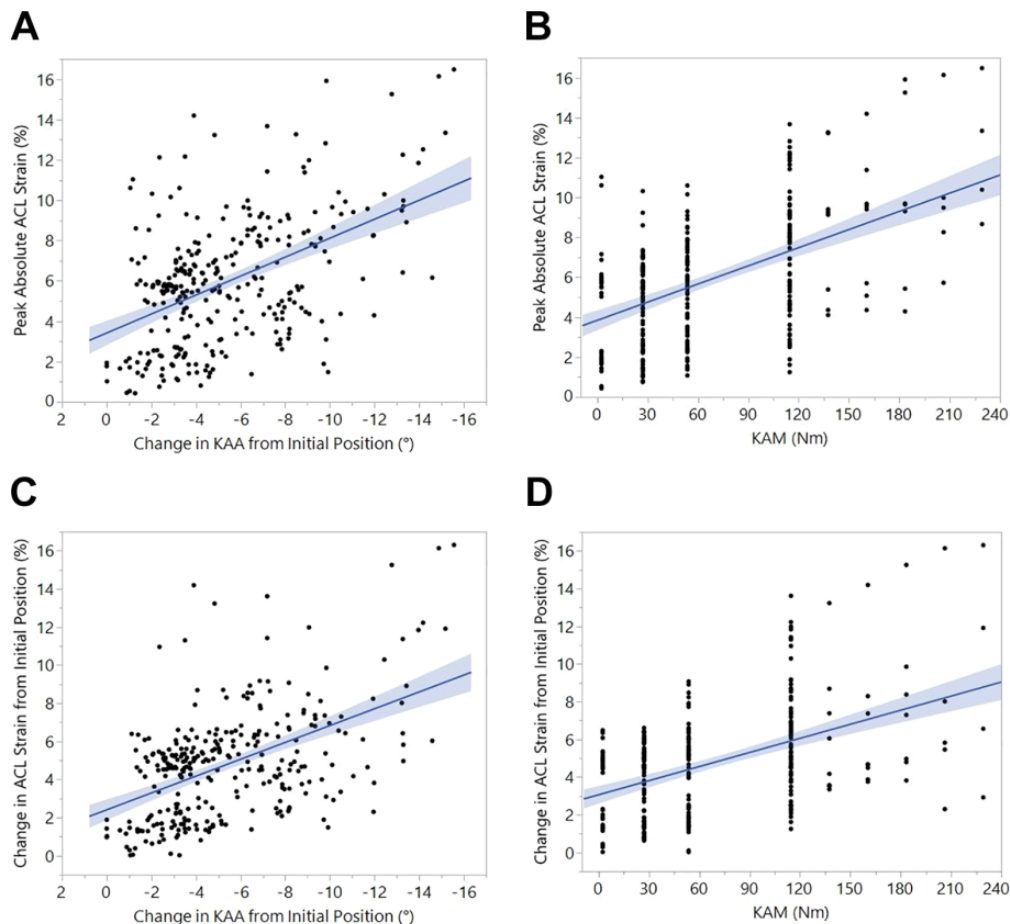 A
B
16
14
12
10
8
6
4
2
0
Peak Absolute ACL Strain (%)
2 0 -2 -4 -6 -8 -10 -12 -14 -16
Change in KAA from Initial Position (°)
16
14
12
10
8
6
4
2
0
Peak Absolute ACL Strain (%)
0 30 60 90 120 150 180 210 240
KAM (Nm)
C
D
16
14
12
10
8
6
4
2
0
Change in ACL Strain from Initial Position (%)
2 0 -2 -4 -6 -8 -10 -12 -14 -16
Change in KAA from Initial Position (°)
16
14
12
10
8
6
4
2
0
Change in ACL Strain from Initial Position (%)
0 30 60 90 120 150 180 210 240
KAM (Nm)